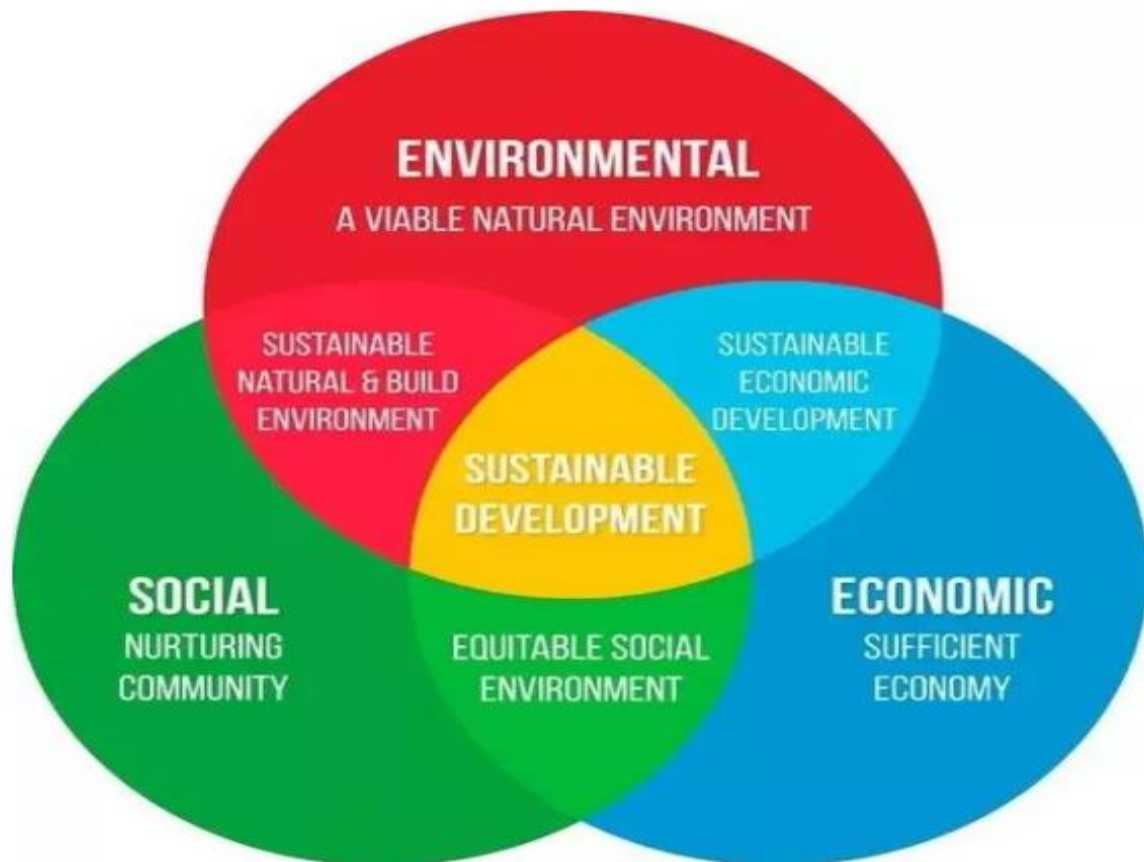 ENVIRONMENTAL
A VIABLE NATURAL ENVIRONMENT
SUSTAINABLE
NATURAL & BUILD
ENVIRONMENT
SUSTAINABLE
ECONOMIC
DEVELOPMENT
SUSTAINABLE
DEVELOPMENT
SOCIAL
NURTURING
COMMUNITY
EQUITABLE SOCIAL
ENVIRONMENT
ECONOMIC
SUFFICIENT
ECONOMY